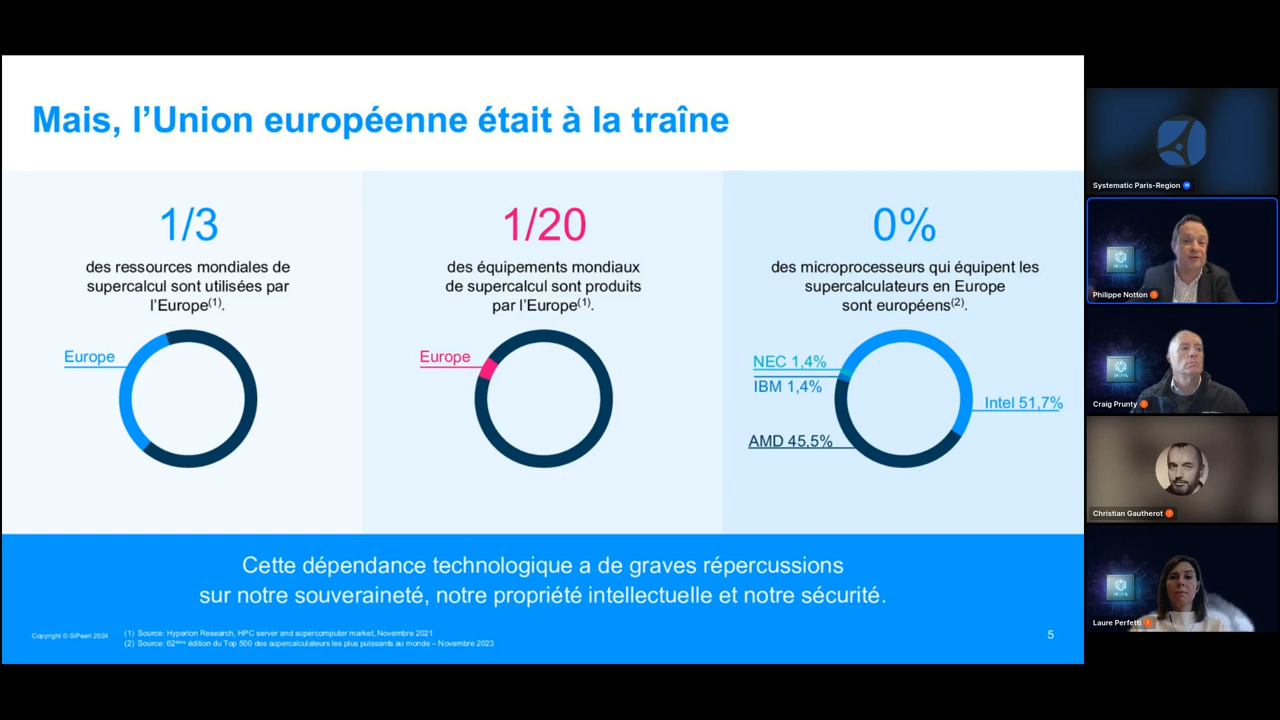 Mais, l’Union européenne était à la traîne
1/3
des ressources mondiales de
supercalcul sont utilisées par
l’Europe(1).
Europe
1/20
des équipements mondiaux
de supercalcul sont produits
par l’Europe(1).
Europe
0%
des microprocesseurs qui équipent les
supercalculateurs en Europe
sont européens(2).
NEC 1,4%
IBM 1,4%
Intel 51,7%
AMD 45,5%
Cette dépendance technologique a de graves répercussions
sur notre souveraineté, notre propriété intellectuelle et notre sécurité.
Copyright © SiPearl 2024
(1) Source: Hyperion Research, HPC server and supercomputer market, Novembre 2021
(2) Source: 62ème édition du Top 500 des supercalculateurs les plus puissants au monde – Novembre 2023
5
Systematic Paris-Region
Philippe Notton
Craig Prunty
Christian Gautherot
Laure Perfetti